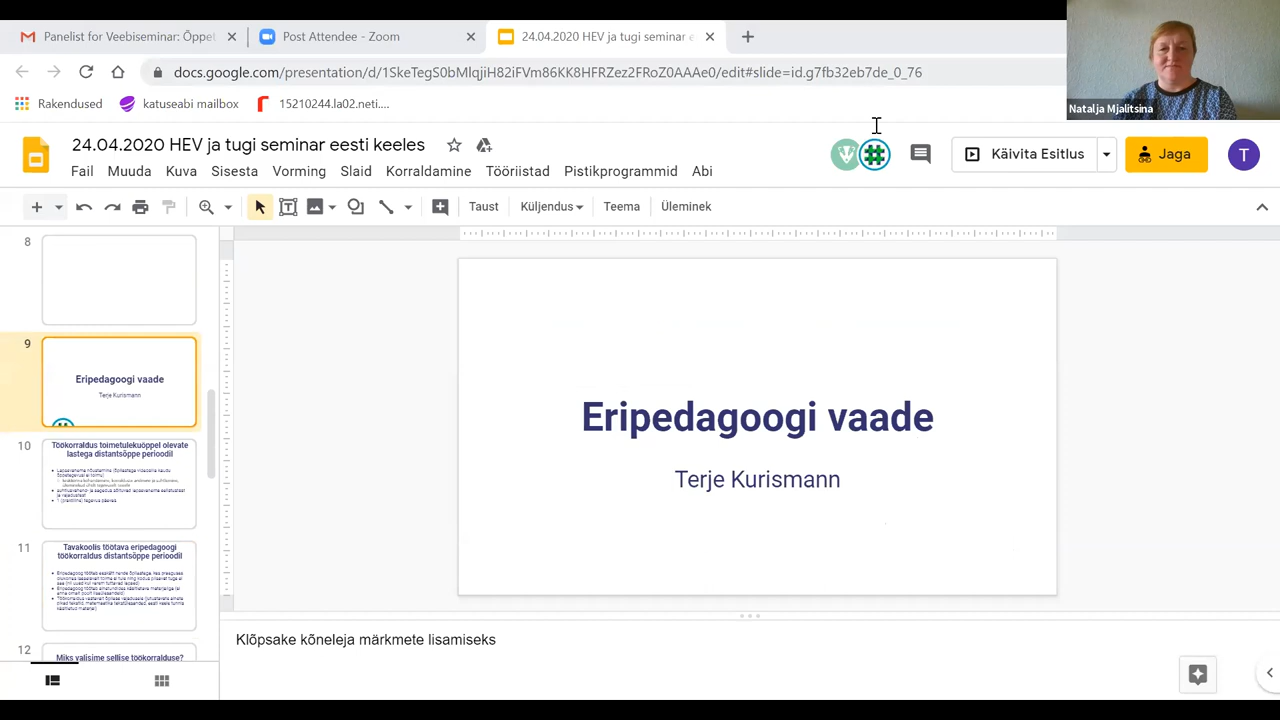 Panelist for Veebiseminar: Õppet
Post Attendee - Zoom
24.04.2020 HEV ja tugi seminar e
docs.google.com/presentation/d/1SkeTegS0bMlqjiH82iFVm86KK8HFRZez2FRoZ0AAAe0/edit#slide=id.g7fb32eb7de_0_76
Natalja Mjalitsina
Rakendused
katuseabi mailbox
15210244.la02.neti....
24.04.2020 HEV ja tugi seminar eesti keeles
Käivita Esitlus
Jaga
T
Fail Muuda Kuva Sisesta Vorming Slaid Korraldamine Tööriistad Pistikprogrammid Abi
Taust Küljendus Teema Üleminek
8
9
Eripedagoogi vaade
Terje Kurismann
10
Töökorraldus toimetulekuõppel olevate
lastega distantsõppe perioodil
11
Tavakoolis töötava eripedagoogi
töökorraldus distantsõppe perioodil
12
Miks valisime sellise töökorralduse?
Eripedagoogi vaade
Terje Kurismann
Klõpsake kõneleja märkmete lisamiseks